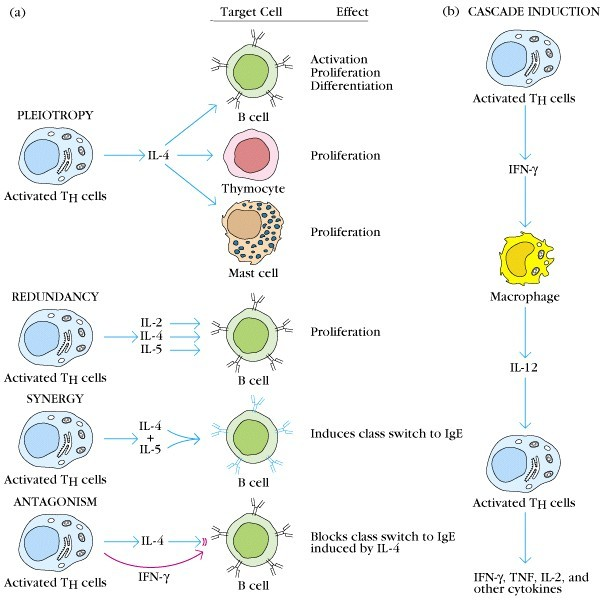 (a)
Target Cell
Effect
Activation
Proliferation
Differentiation
B cell
PLEIOTROPY
IL-4
Activated TH cells
Proliferation
Thymocyte
Proliferation
Mast cell
REDUNDANCY
IL-2
IL-4
IL-5
Proliferation
Activated TH cells
B cell
SYNERGY
IL-4
+
IL-5
Induces class switch to IgE
Activated TH cells
B cell
ANTAGONISM
IL-4
Blocks class switch to IgE
induced by IL-4
Activated TH cells
IFN-γ
B cell
(b) CASCADE INDUCTION
Activated TH cells
IFN-γ
Macrophage
IL-12
Activated TH cells
IFN-γ, TNF, IL-2, and
other cytokines